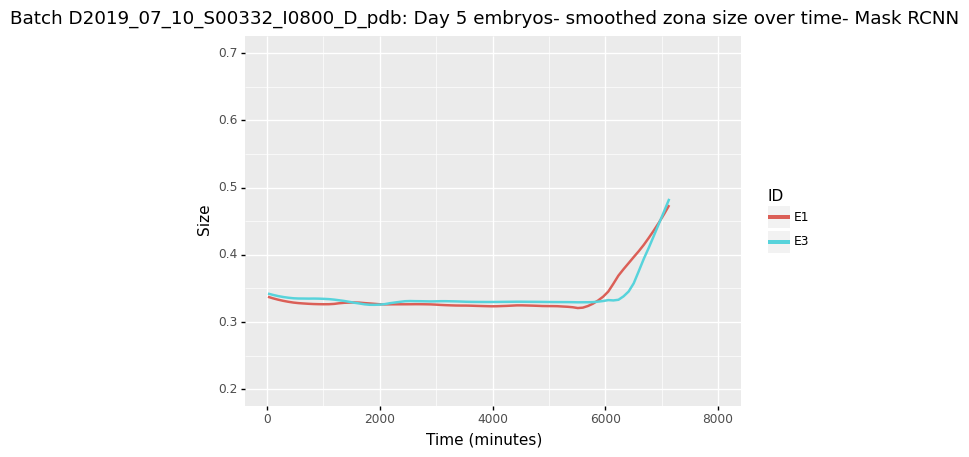 Batch D2019_07_10_S00332_I0800_D_pdb: Day 5 embryos- smoothed zona size over time- Mask RCNN
0.7
0.6
0.5
0.4
0.3
0.2
Size
0 2000 4000 6000 8000
Time (minutes)
ID
E1
E3